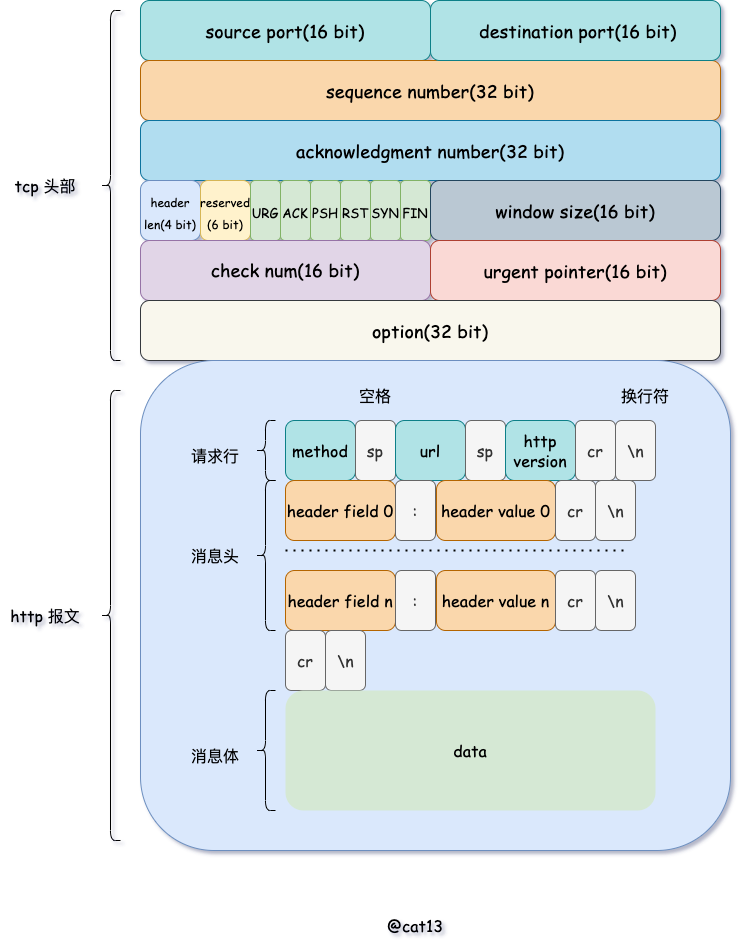 source port(16 bit) destination port(16 bit)
sequence number(32 bit)
acknowledgment number(32 bit)
tcp 头部
header
len(4 bit)
reserved
(6 bit)
URG ACK PSH RST SYN FIN
window size(16 bit)
check num(16 bit) urgent pointer(16 bit)
option(32 bit)
空格 换行符
请求行
method sp url sp
http
version
cr \n
header field 0 : header value 0 cr \n
消息头
header field n : header value n cr \n
http 报文
cr \n
消息体
data
@cat13